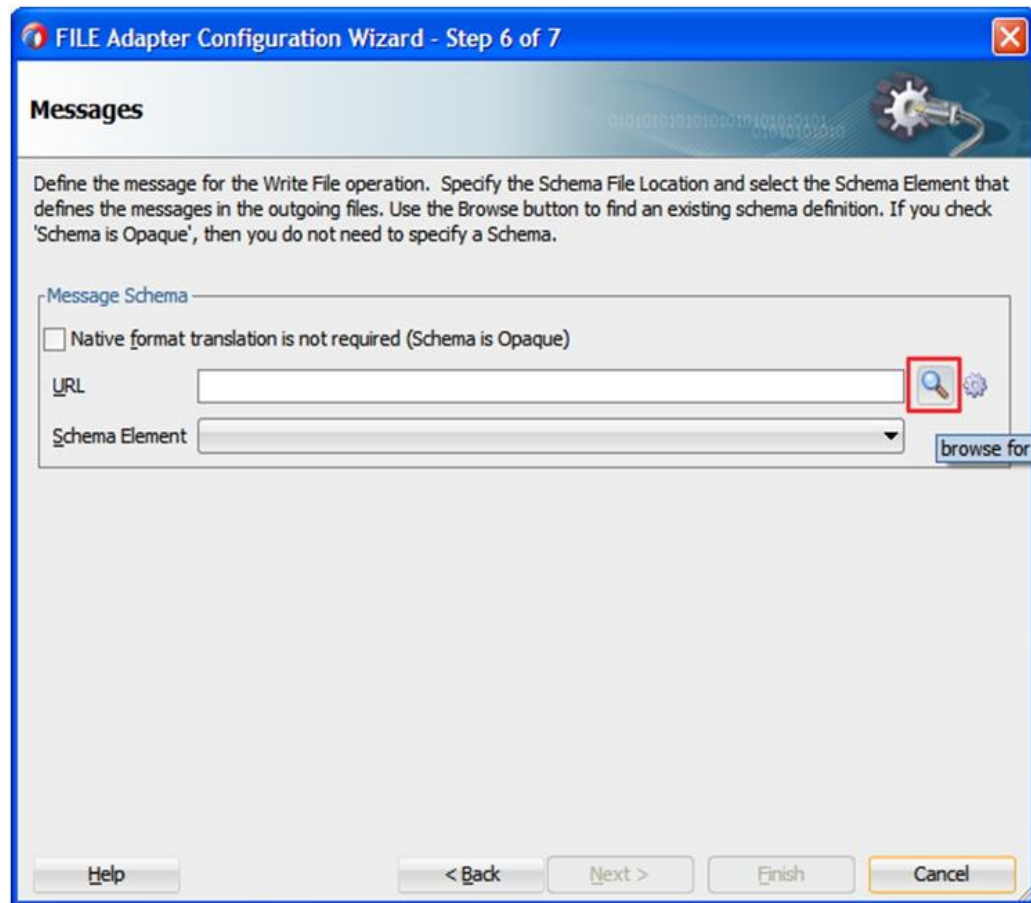 FILE Adapter Configuration Wizard - Step 6 of 7
Messages
Define the message for the Write File operation.  Specify the Schema File Location and select the Schema Element that
defines the messages in the outgoing files. Use the Browse button to find an existing schema definition. If you check
'Schema is Opaque', then you do not need to specify a Schema.
Message Schema
Native format translation is not required (Schema is Opaque)
URL
Schema Element
browse for
Help
< Back
Next >
Finish
Cancel